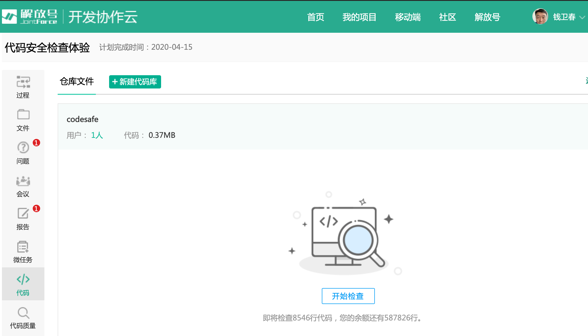 解放号 JointForce 开发协作云 首页 我的项目 移动端 社区 解放号 钱卫春
代码安全检查体验 计划完成时间：2020-04-15
仓库文件 + 新建代码库
过程
文件
1
问题
会议
1
报告
微任务
</>
代码
代码质量
codesafe
用户： 1人 代码： 0.37MB
</>
开始检查
即将检查8546行代码，您的余额还有587826行。